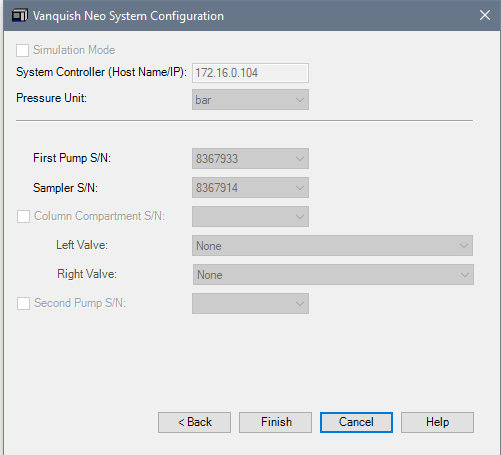 Vanquish Neo System Configuration
Simulation Mode
System Controller (Host Name/IP): 172.16.0.104
Pressure Unit: bar
First Pump S/N: 8367933
Sampler S/N: 8367914
Column Compartment S/N:
Left Valve: None
Right Valve: None
Second Pump S/N:
< Back Finish Cancel Help